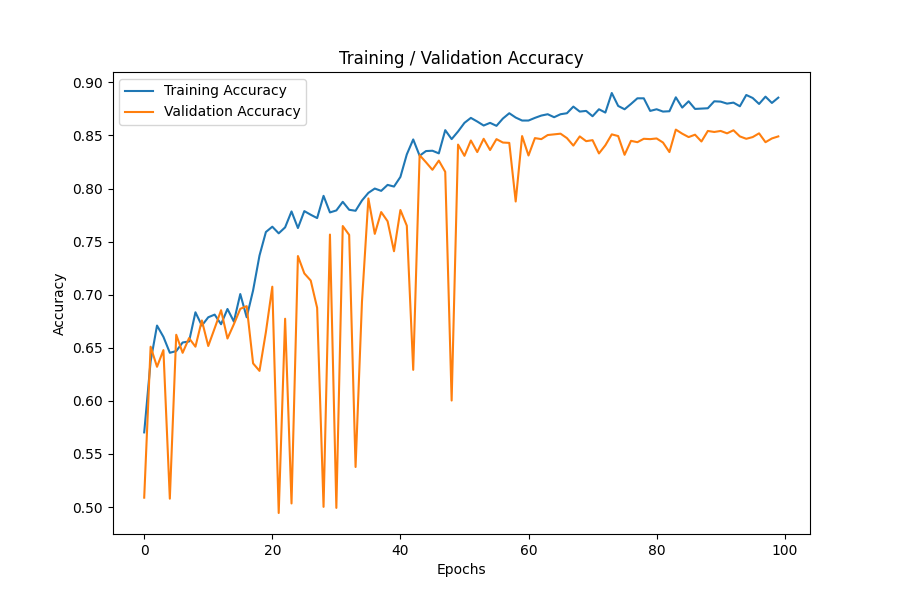 Training / Validation Accuracy
Training Accuracy
Validation Accuracy
0.90
0.85
0.80
0.75
0.70
0.65
0.60
0.55
0.50
Accuracy
0 20 40 60 80 100
Epochs